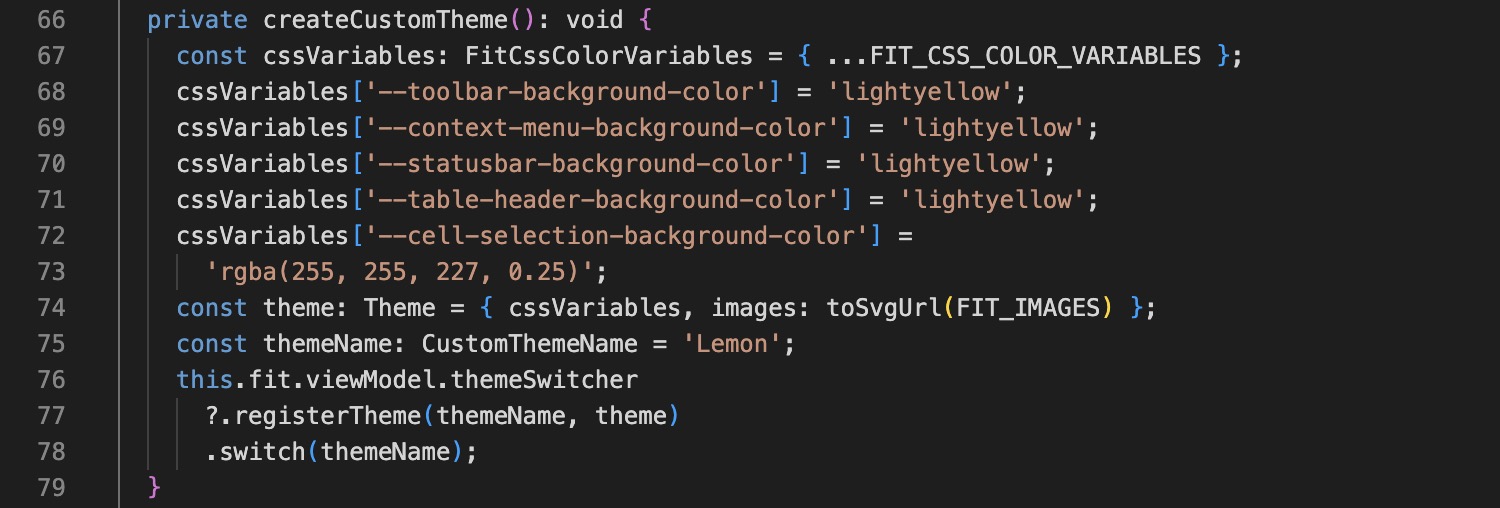 66 private createCustomTheme(): void {
67 const cssVariables: FitCssColorVariables = { ...FIT_CSS_COLOR_VARIABLES };
68 cssVariables['--toolbar-background-color'] = 'lightyellow';
69 cssVariables['--context-menu-background-color'] = 'lightyellow';
70 cssVariables['--statusbar-background-color'] = 'lightyellow';
71 cssVariables['--table-header-background-color'] = 'lightyellow';
72 cssVariables['--cell-selection-background-color'] =
73 'rgba(255, 255, 227, 0.25)';
74 const theme: Theme = { cssVariables, images: toSvgUrl(FIT_IMAGES) };
75 const themeName: CustomThemeName = 'Lemon';
76 this.fit.viewModel.themeSwitcher
77 ?.registerTheme(themeName, theme)
78 .switch(themeName);
79 }